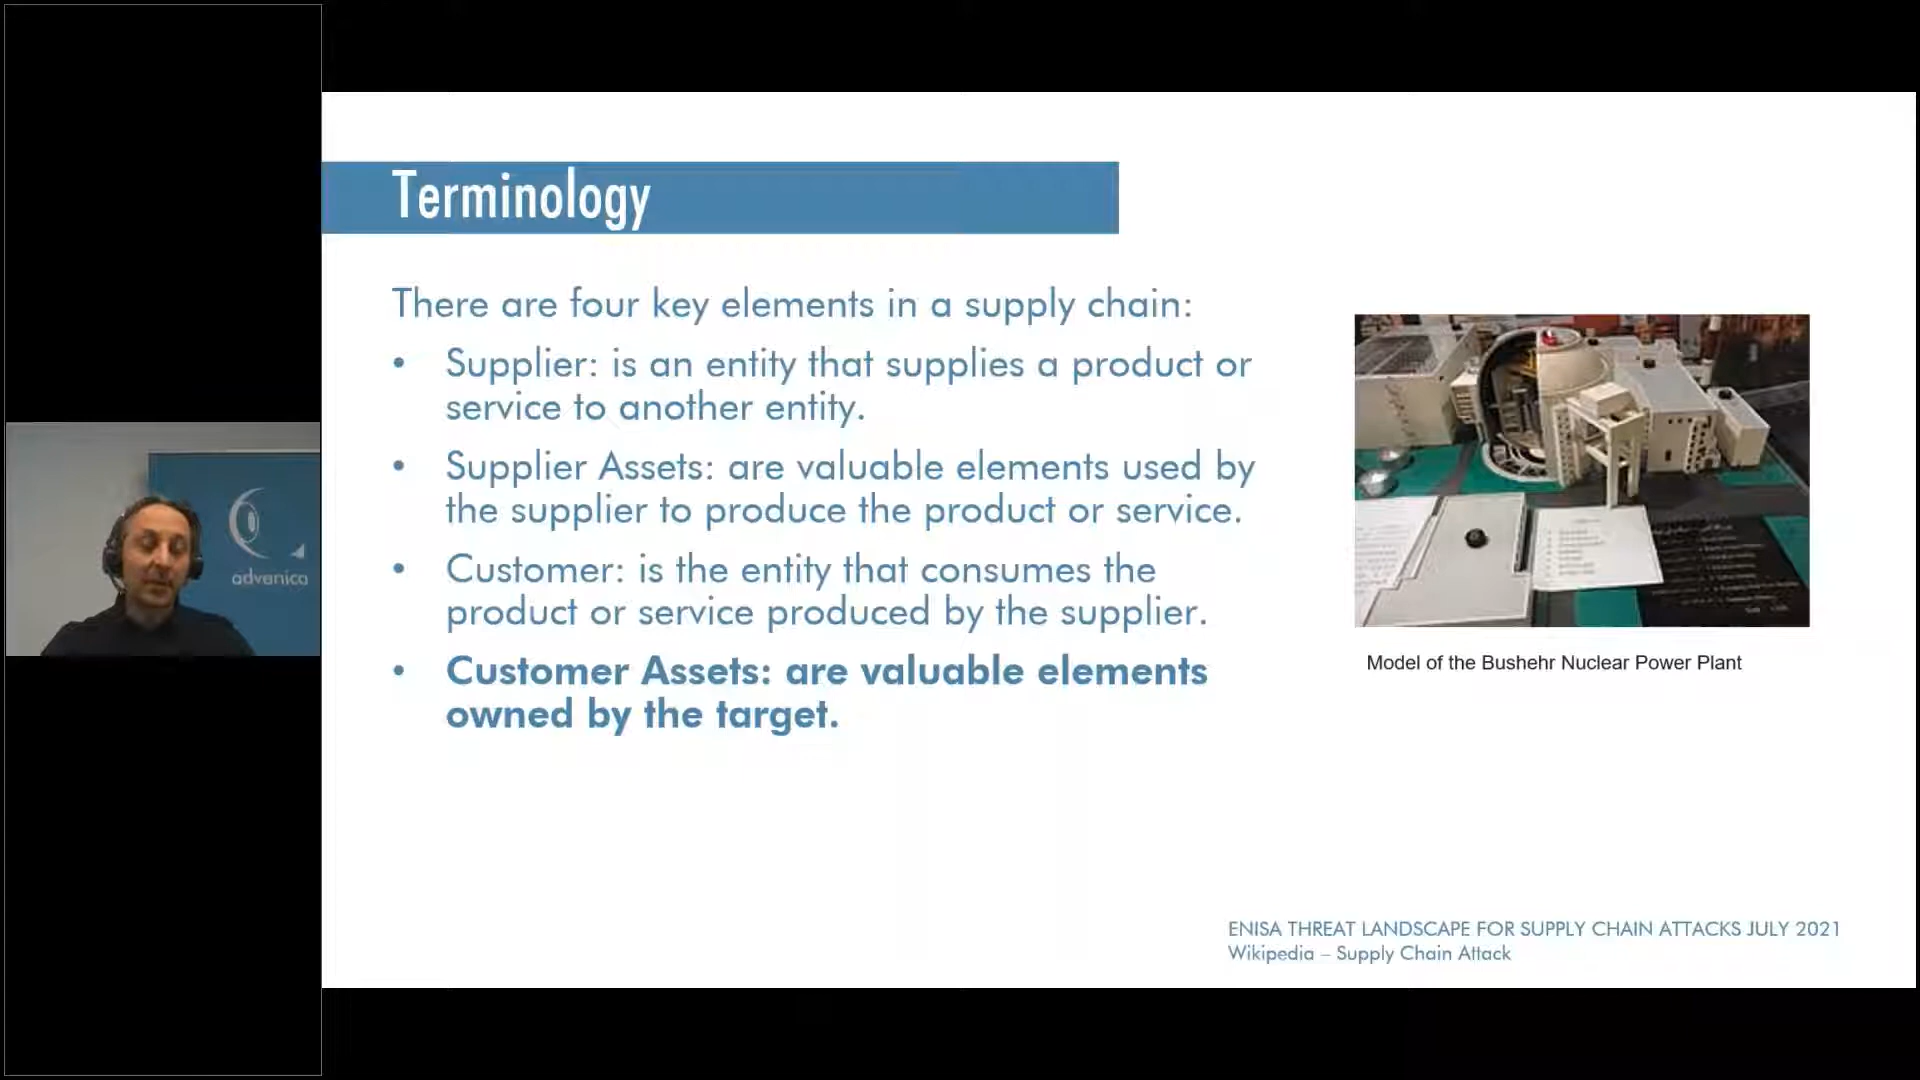 Terminology
There are four key elements in a supply chain:
• Supplier: is an entity that supplies a product or
service to another entity.
• Supplier Assets: are valuable elements used by
the supplier to produce the product or service.
• Customer: is the entity that consumes the
product or service produced by the supplier.
• Customer Assets: are valuable elements
owned by the target.
Model of the Bushehr Nuclear Power Plant
ENISA THREAT LANDSCAPE FOR SUPPLY CHAIN ATTACKS JULY 2021
Wikipedia – Supply Chain Attack
advenica